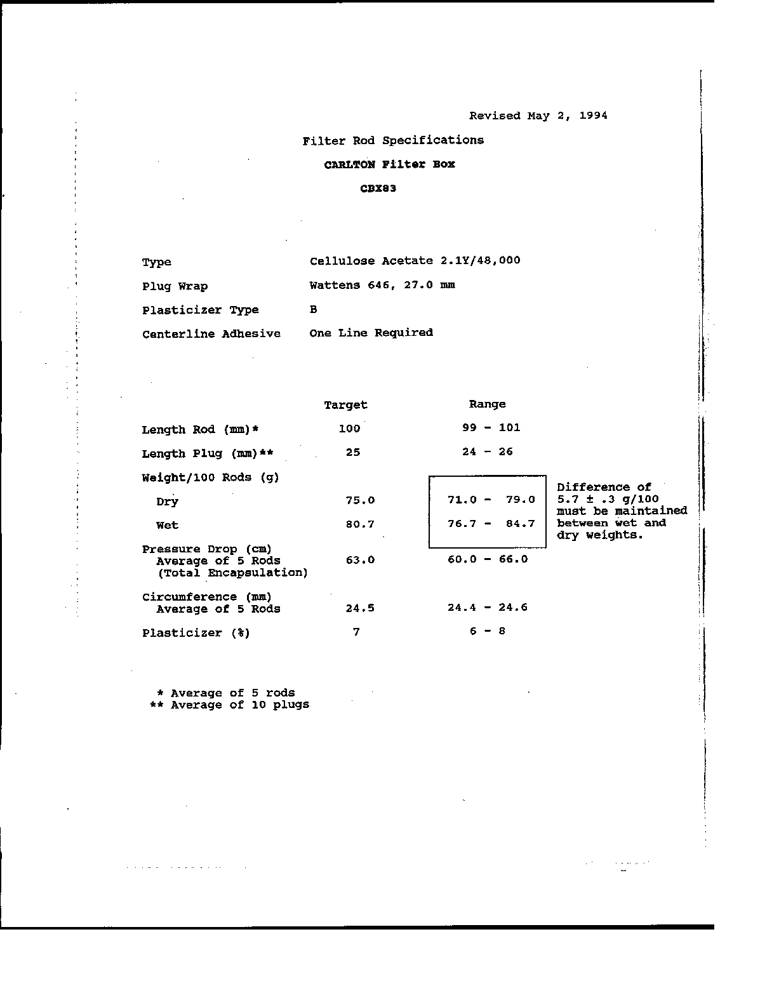 Revised May 2, 1994
Filter Rod Specifications
CARLTON Filter Box
CBX83
Type Cellulose Acetate 2.1Y/48,000
Plug Wrap Wattens 646, 27.0 mm
Plasticizer Type B
Centerline Adhesive One Line Required
Target Range
Length Rod (mm)* 100 99 - 101
Length Plug (mm)** 25 24 - 26
Weight/100 Rods (g)
Dry 75.0 71.0 - 79.0
Wet 80.7 76.7 - 84.7
Difference of
5.7 ± .3 g/100
must be maintained
between wet and
dry weights.
Pressure Drop (cm)
Average of 5 Rods 63.0 60.0 - 66.0
(Total Encapsulation)
Circumference (mm)
Average of 5 Rods 24.5 24.4 - 24.6
Plasticizer (%) 7 6 - 8
* Average of 5 rods
** Average of 10 plugs